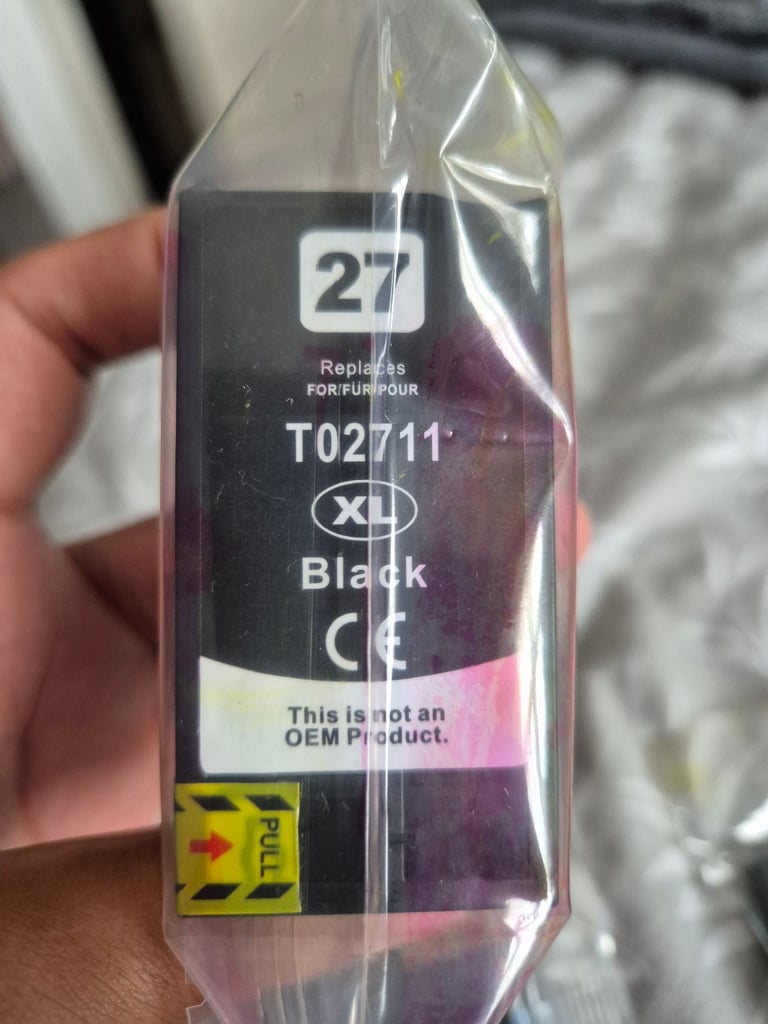 27
Replaces
FOR/FÜR/POUR
T02711
XL
Black
CE
This is not an
OEM Product.
PULL